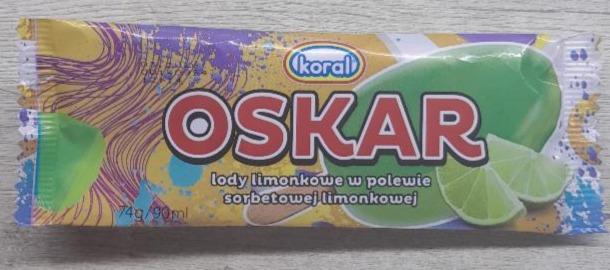 koral
OSKAR
lody limonkowe w polewie
sorbetowej limonkowej
74g/90ml